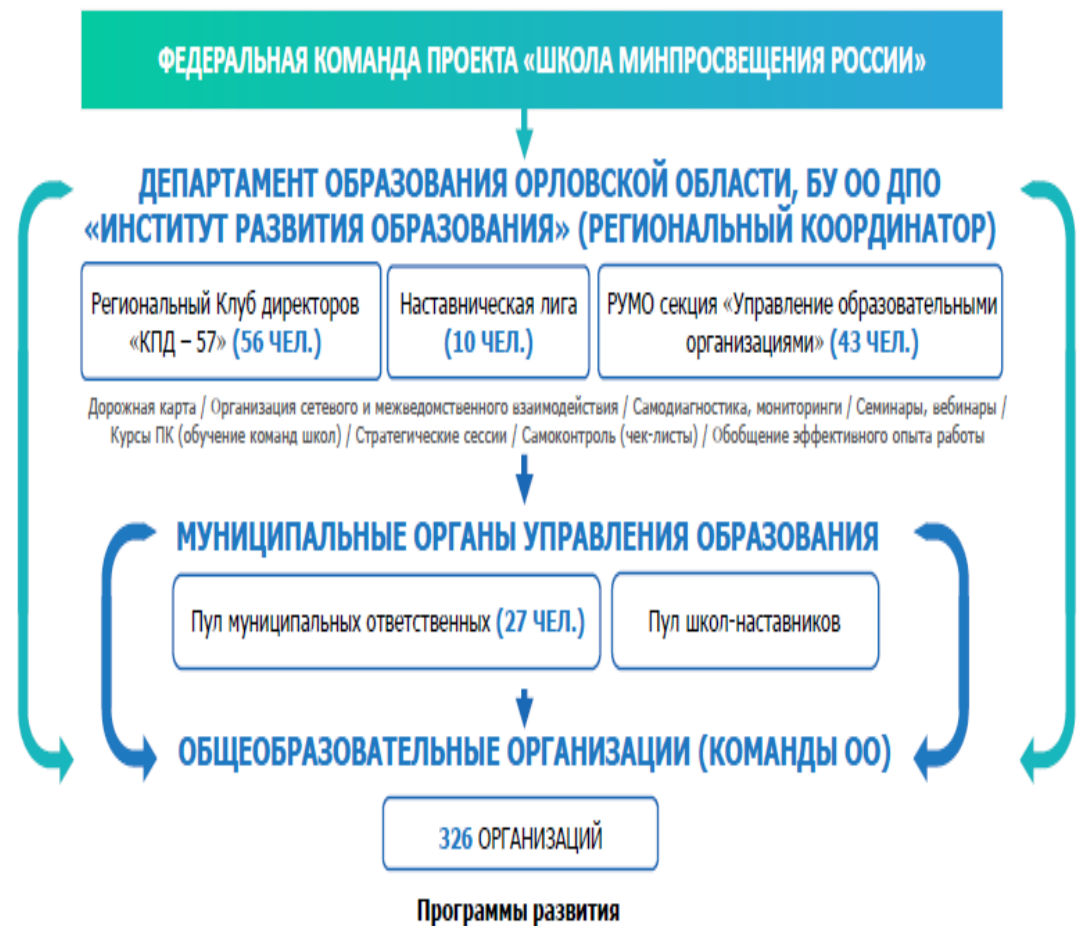 ФЕДЕРАЛЬНАЯ КОМАНДА ПРОЕКТА «ШКОЛА МИНПРОСВЕЩЕНИЯ РОССИИ»
ДЕПАРТАМЕНТ ОБРАЗОВАНИЯ ОРЛОВСКОЙ ОБЛАСТИ, БУ ОО ДПО
«ИНСТИТУТ РАЗВИТИЯ ОБРАЗОВАНИЯ» (РЕГИОНАЛЬНЫЙ КООРДИНАТОР)
Региональный Клуб директоров
«КПД – 57» (56 ЧЕЛ.)
Наставническая лига
(10 ЧЕЛ.)
РУМО секция «Управление образовательными
организациями» (43 ЧЕЛ.)
Дорожная карта / Организация сетевого и межведомственного взаимодействия / Самодиагностика, мониторинги / Семинары, вебинары /
Курсы ПК (обучение команд школ) / Стратегические сессии / Самоконтроль (чек-листы) / Обобщение эффективного опыта работы
МУНИЦИПАЛЬНЫЕ ОРГАНЫ УПРАВЛЕНИЯ ОБРАЗОВАНИЯ
Пул муниципальных ответственных (27 ЧЕЛ.)
Пул школ-наставников
ОБЩЕОБРАЗОВАТЕЛЬНЫЕ ОРГАНИЗАЦИИ (КОМАНДЫ ОО)
326 ОРГАНИЗАЦИЙ
Программы развития